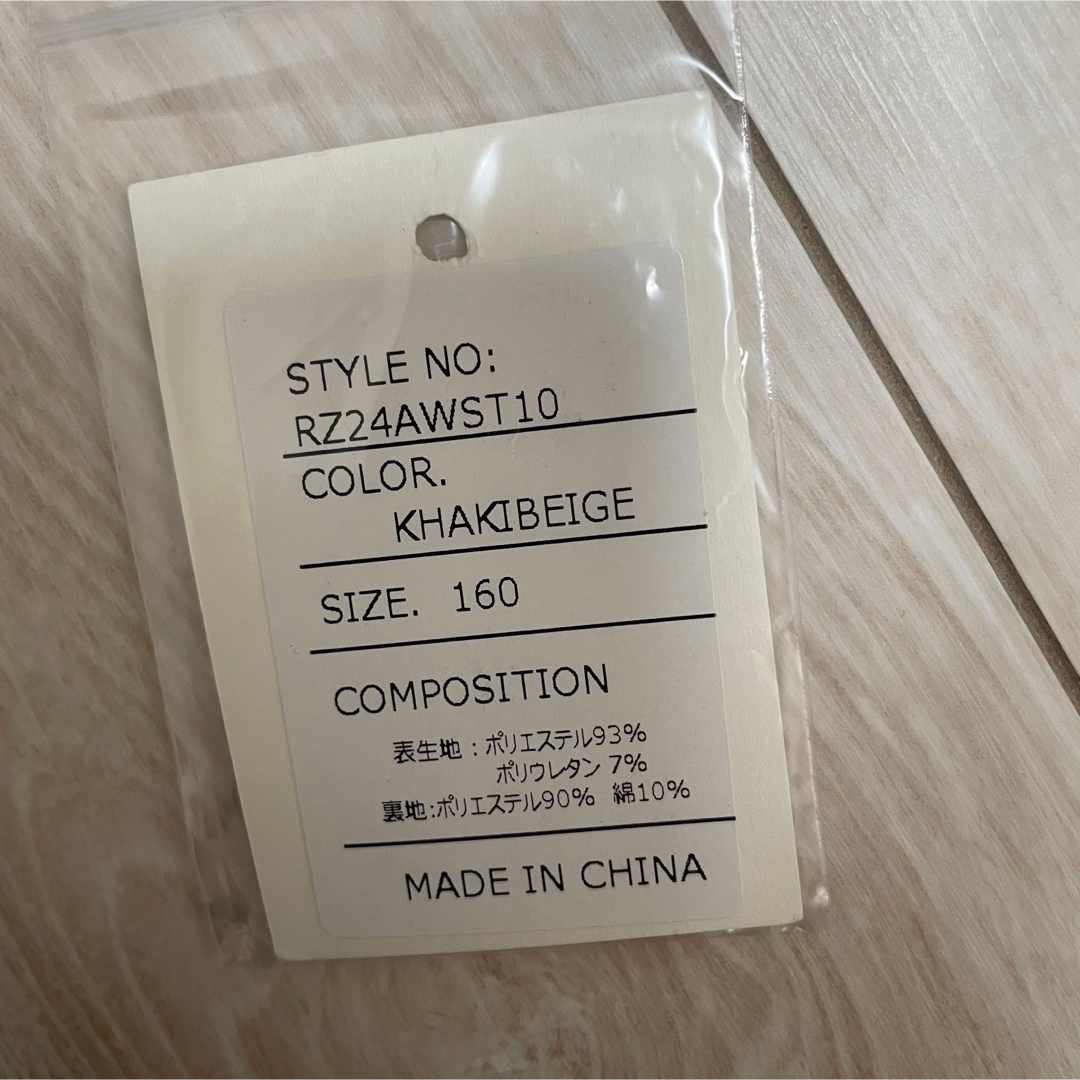 STYLE NO:
RZ24AWST10
COLOR.
KHAKIBEIGE
SIZE. 160
COMPOSITION
表生地：ポリエステル93%
ポリウレタン 7%
裏地:ポリエステル90% 綿10%
MADE IN CHINA